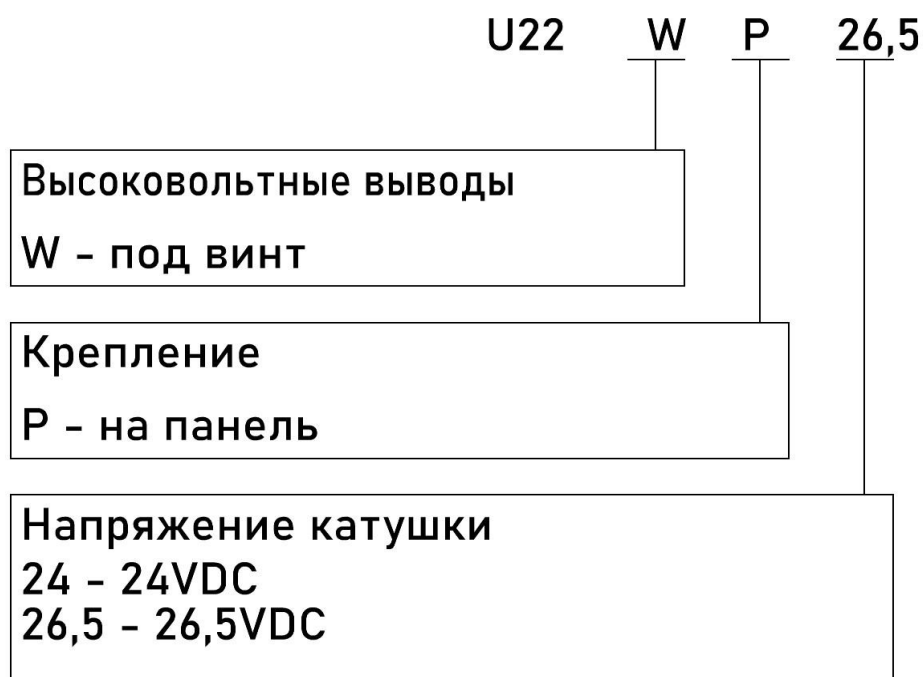 U22 W P 26,5
Высоковольтные выводы
W - под винт
Крепление
P - на панель
Напряжение катушки
24 - 24VDC
26,5 - 26,5VDC